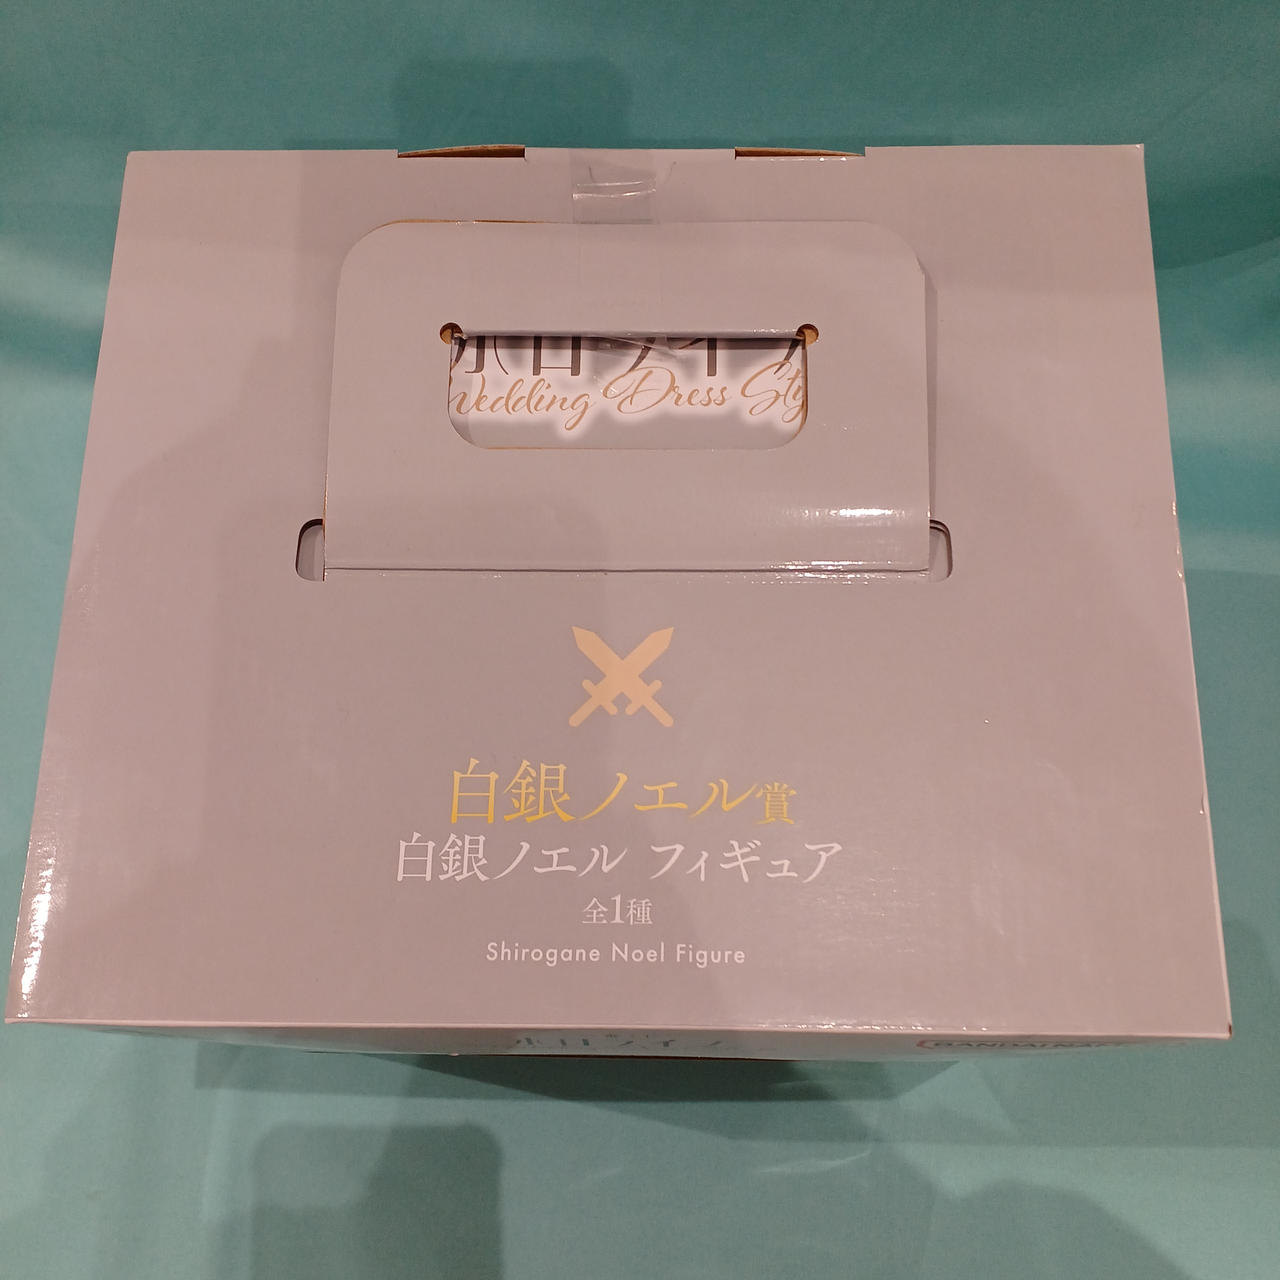 Wedding Dress Sty
白銀ノエル賞
白銀ノエル フィギュア
全1種
Shirogane Noel Figure